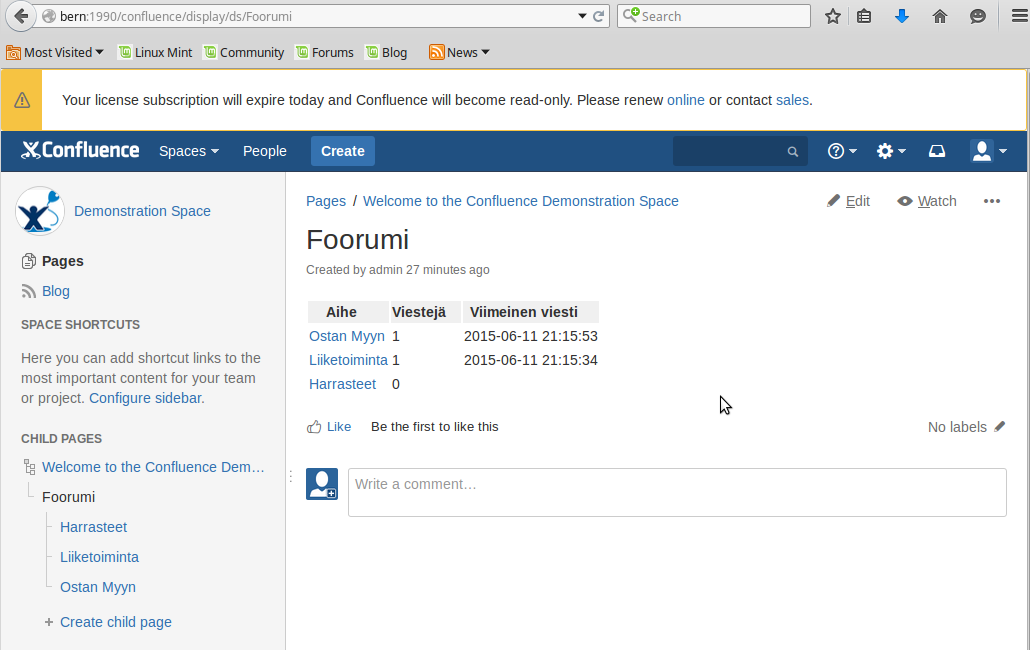 bern:1990/confluence/display/ds/Foorumi
Search
Most Visited Linux Mint Community Forums Blog News
Your license subscription will expire today and Confluence will become read-only. Please renew online or contact sales.
Confluence Spaces People Create
Demonstration Space
Pages
Blog
SPACE SHORTCUTS
Here you can add shortcut links to the
most important content for your team
or project. Configure sidebar.
CHILD PAGES
Welcome to the Confluence Dem…
Foorumi
Harrasteet
Liiketoiminta
Ostan Myyn
+ Create child page
Pages / Welcome to the Confluence Demonstration Space
Edit Watch •••
Foorumi
Created by admin 27 minutes ago
Aihe Viestejä Viimeinen viesti
Ostan Myyn 1 2015-06-11 21:15:53
Liiketoiminta 1 2015-06-11 21:15:34
Harrasteet 0
Like Be the first to like this
No labels
Write a comment…